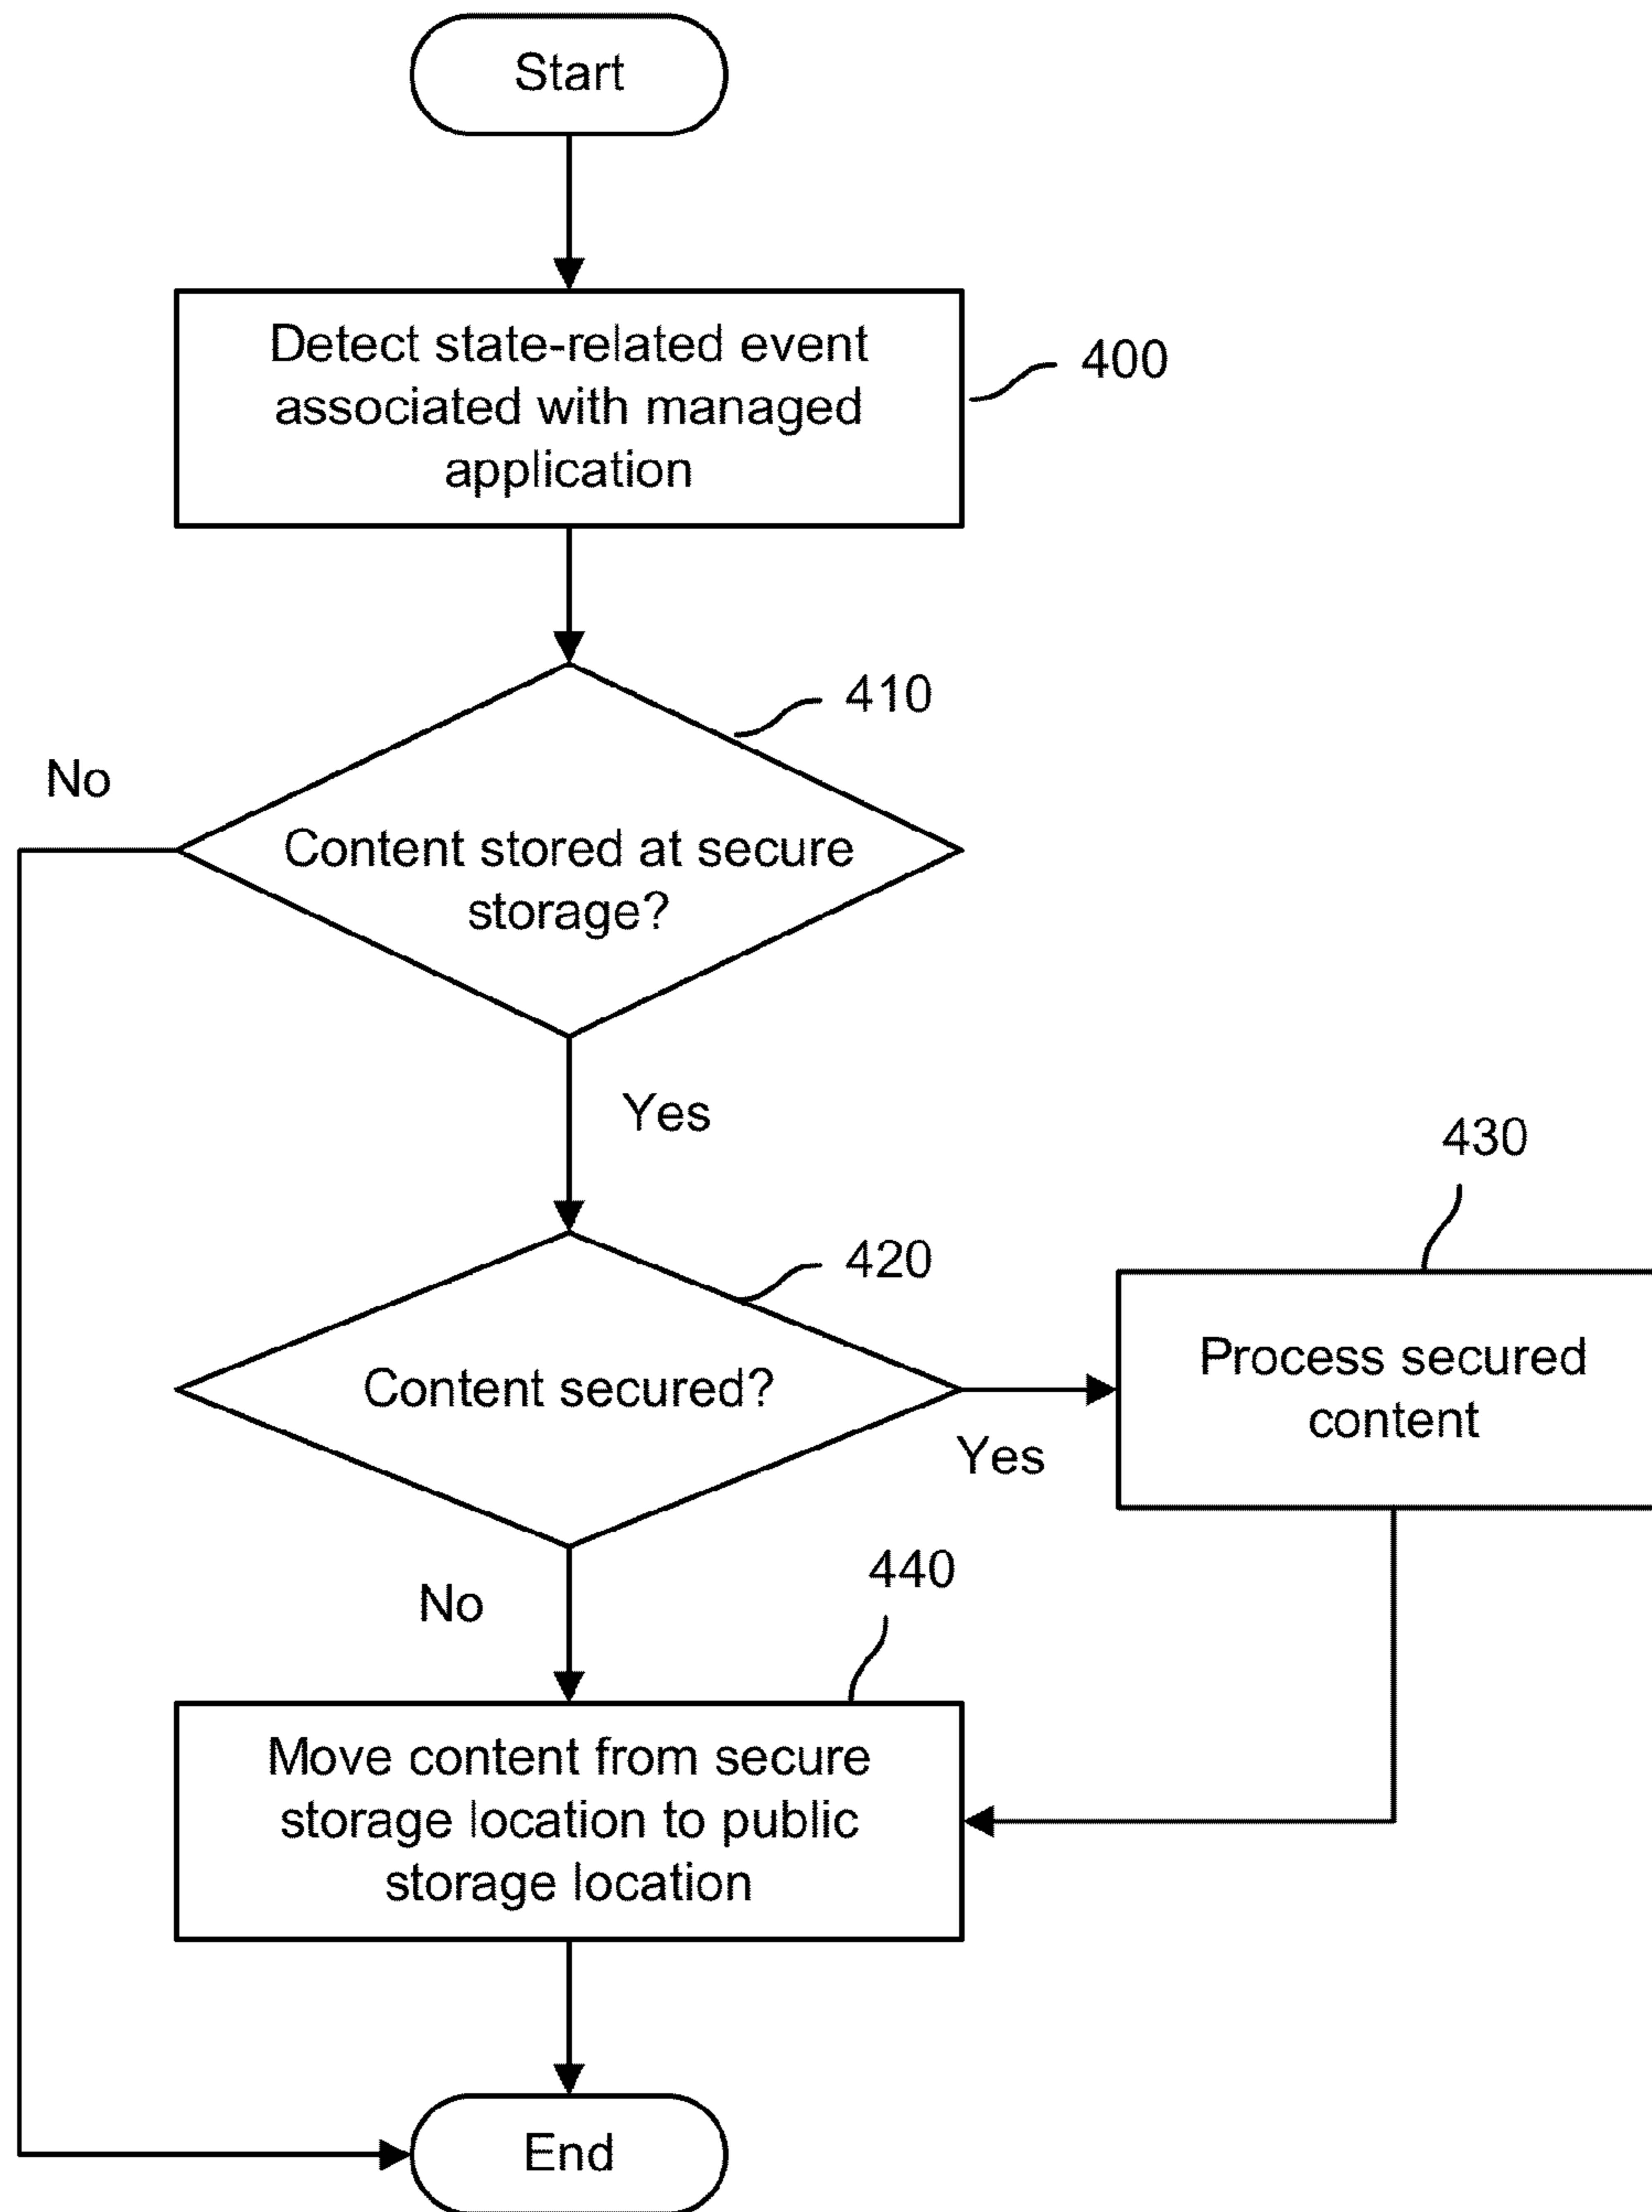 Start
Detect state-related event
associated with managed
application
400
410
No
Content stored at secure
storage?
Yes
430
420
Content secured?
Process secured
content
Yes
440
No
Move content from secure
storage location to public
storage location
End